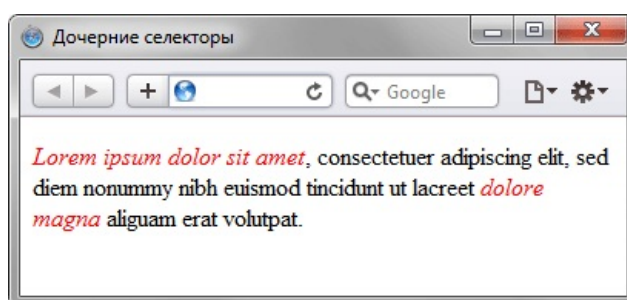 Дочерние селекторы
Google
Lorem ipsum dolor sit amet, consectetuer adipiscing elit, sed
diem nonummy nibh euismod tincidunt ut lacreet dolore
magna aliguam erat volutpat.